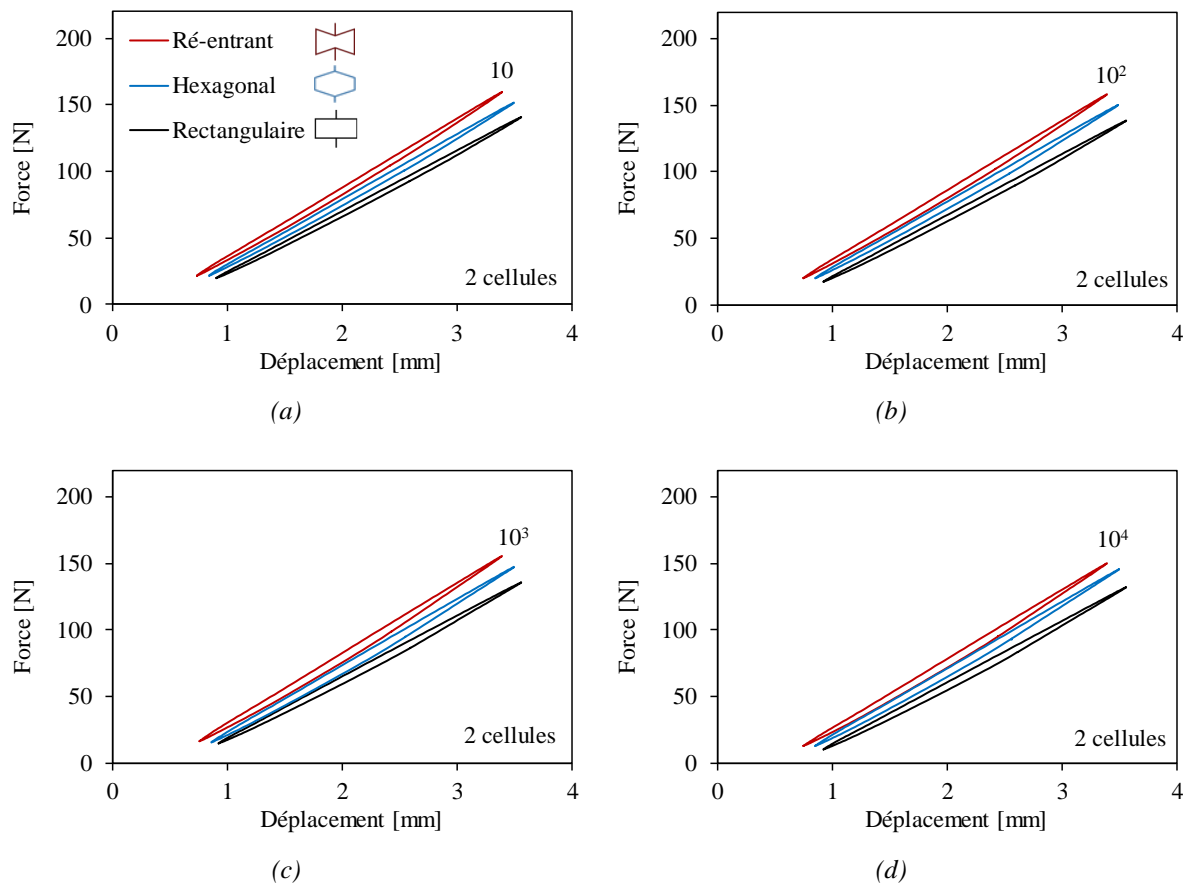 200
150
100
50
0
Force [N]
Ré-entrant
Hexagonal
Rectangulaire
10
2 cellules
0 1 2 3 4
Déplacement [mm]
(a)
200
150
100
50
0
Force [N]
10²
2 cellules
0 1 2 3 4
Déplacement [mm]
(b)
200
150
100
50
0
Force [N]
10³
2 cellules
0 1 2 3 4
Déplacement [mm]
(c)
200
150
100
50
0
Force [N]
10⁴
2 cellules
0 1 2 3 4
Déplacement [mm]
(d)